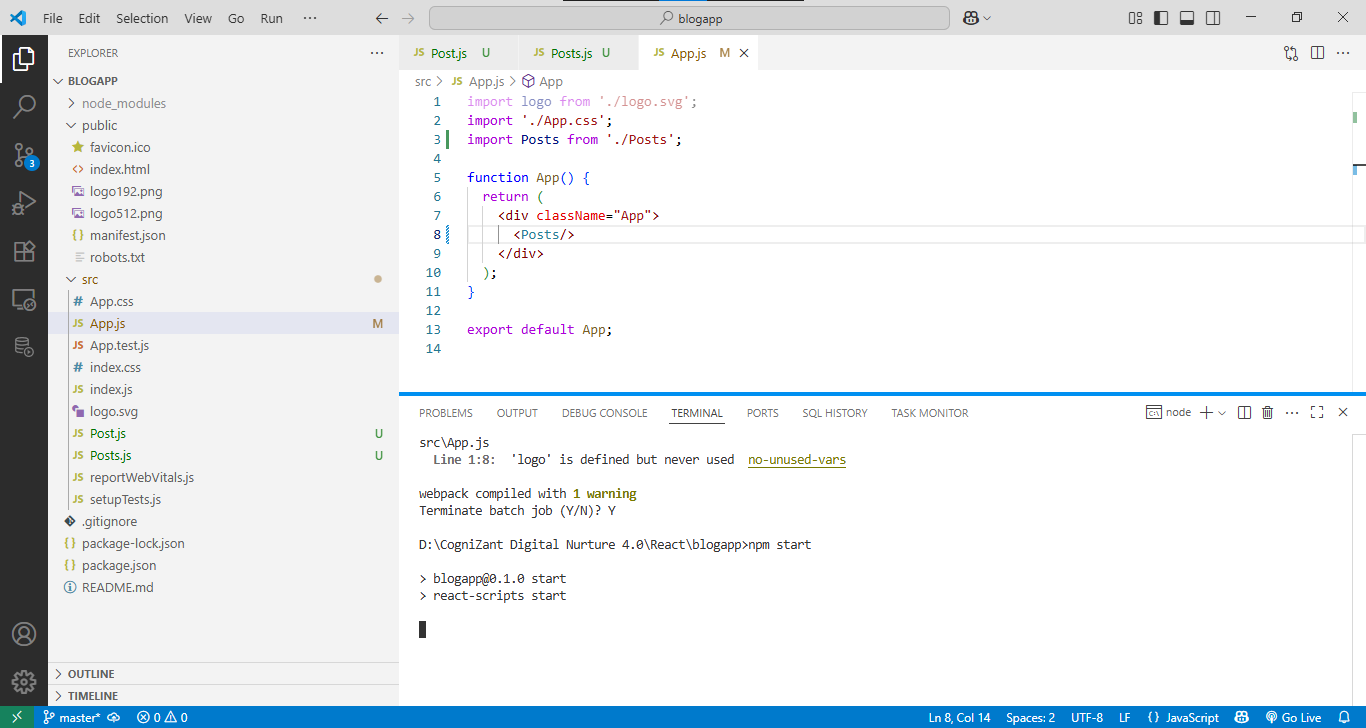 File Edit Selection View Go Run ··· blogapp
EXPLORER ···
BLOGAPP
node_modules
public
favicon.ico
index.html
logo192.png
logo512.png
{} manifest.json
robots.txt
src
# App.css
JS App.js M
JS App.test.js
# index.css
JS index.js
logo.svg
JS Post.js U
JS Posts.js U
JS reportWebVitals.js
JS setupTests.js
.gitignore
{} package-lock.json
{} package.json
README.md
OUTLINE
TIMELINE
3
JS Post.js U JS Posts.js U JS App.js M
src > JS App.js > App
1 import logo from './logo.svg';
2 import './App.css';
3 import Posts from './Posts';
4
5 function App() {
6 return (
7 <div className="App">
8 <Posts/>
9 </div>
10 );
11 }
12
13 export default App;
14
PROBLEMS OUTPUT DEBUG CONSOLE TERMINAL PORTS SQL HISTORY TASK MONITOR node
src\App.js
Line 1:8: 'logo' is defined but never used no-unused-vars
webpack compiled with 1 warning
Terminate batch job (Y/N)? Y
D:\CogniZant Digital Nurture 4.0\React\blogapp>npm start
> blogapp@0.1.0 start
> react-scripts start
master* 0 0 Ln 8, Col 14 Spaces: 2 UTF-8 LF {} JavaScript Go Live